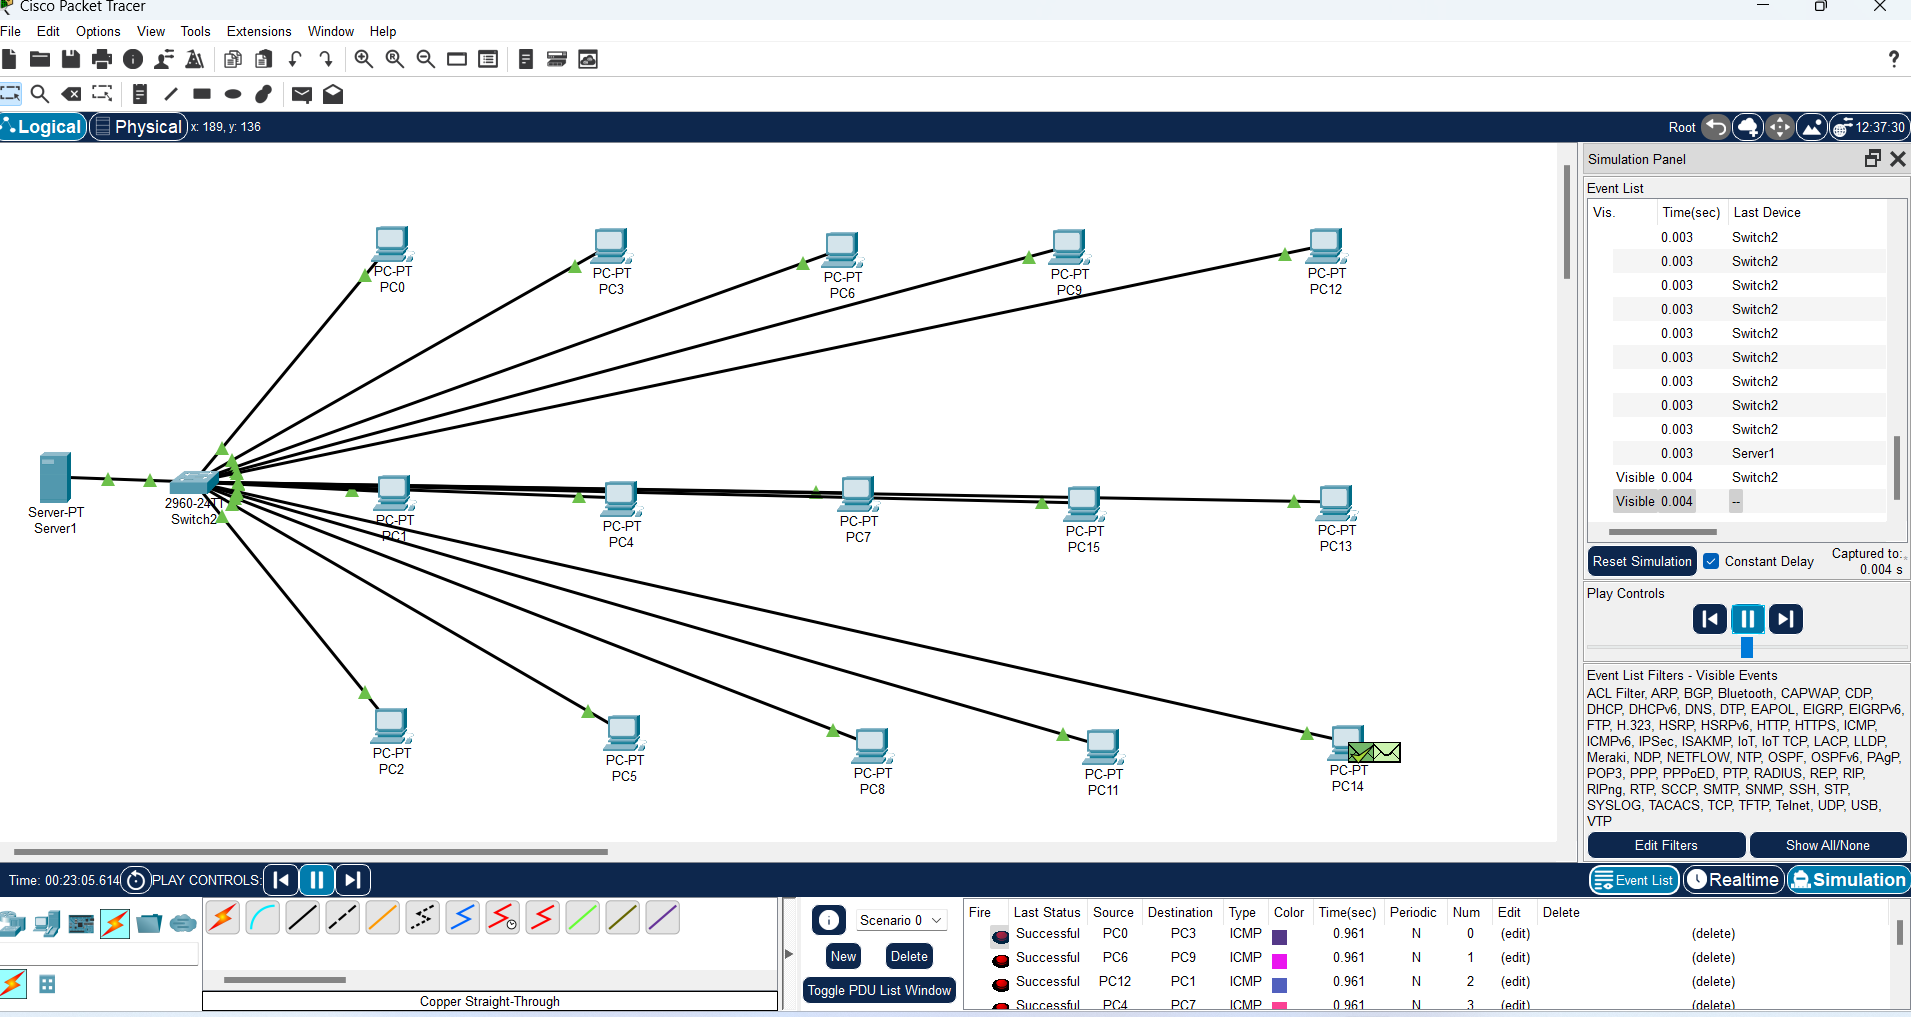 Cisco Packet Tracer
File Edit Options View Tools Extensions Window Help
Logical Physical x: 189, y: 136 Root 12:37:30
PC-PT
PC0
PC-PT
PC3
PC-PT
PC6
PC-PT
PC9
PC-PT
PC12
Server-PT
Server1
2960-24TT
Switch2
PC-PT
PC1
PC-PT
PC4
PC-PT
PC7
PC-PT
PC15
PC-PT
PC13
PC-PT
PC2
PC-PT
PC5
PC-PT
PC8
PC-PT
PC11
PC-PT
PC14
Simulation Panel
Event List
Vis. Time(sec) Last Device
0.003 Switch2
0.003 Switch2
0.003 Switch2
0.003 Switch2
0.003 Switch2
0.003 Switch2
0.003 Switch2
0.003 Switch2
0.003 Switch2
0.003 Server1
Visible 0.004 Switch2
Visible 0.004 --
Reset Simulation Constant Delay Captured to:
0.004 s
Play Controls
Event List Filters - Visible Events
ACL Filter, ARP, BGP, Bluetooth, CAPWAP, CDP,
DHCP, DHCPv6, DNS, DTP, EAPOL, EIGRP, EIGRPv6,
FTP, H.323, HSRP, HSRPv6, HTTP, HTTPS, ICMP,
ICMPv6, IPSec, ISAKMP, IoT, IoT TCP, LACP, LLDP,
Meraki, NDP, NETFLOW, NTP, OSPF, OSPFv6, PAgP,
POP3, PPP, PPPoED, PTP, RADIUS, REP, RIP,
RIPng, RTP, SCCP, SMTP, SNMP, SSH, STP,
SYSLOG, TACACS, TCP, TFTP, Telnet, UDP, USB,
VTP
Edit Filters Show All/None
Time: 00:23:05.614 PLAY CONTROLS: Event List Realtime Simulation
Copper Straight-Through
Scenario 0
New Delete
Toggle PDU List Window
Fire Last Status Source Destination Type Color Time(sec) Periodic Num Edit Delete
Successful PC0 PC3 ICMP 0.961 N 0 (edit) (delete)
Successful PC6 PC9 ICMP 0.961 N 1 (edit) (delete)
Successful PC12 PC1 ICMP 0.961 N 2 (edit) (delete)
Successful PC4 PC7 ICMP 0.961 N 3 (edit) (delete)